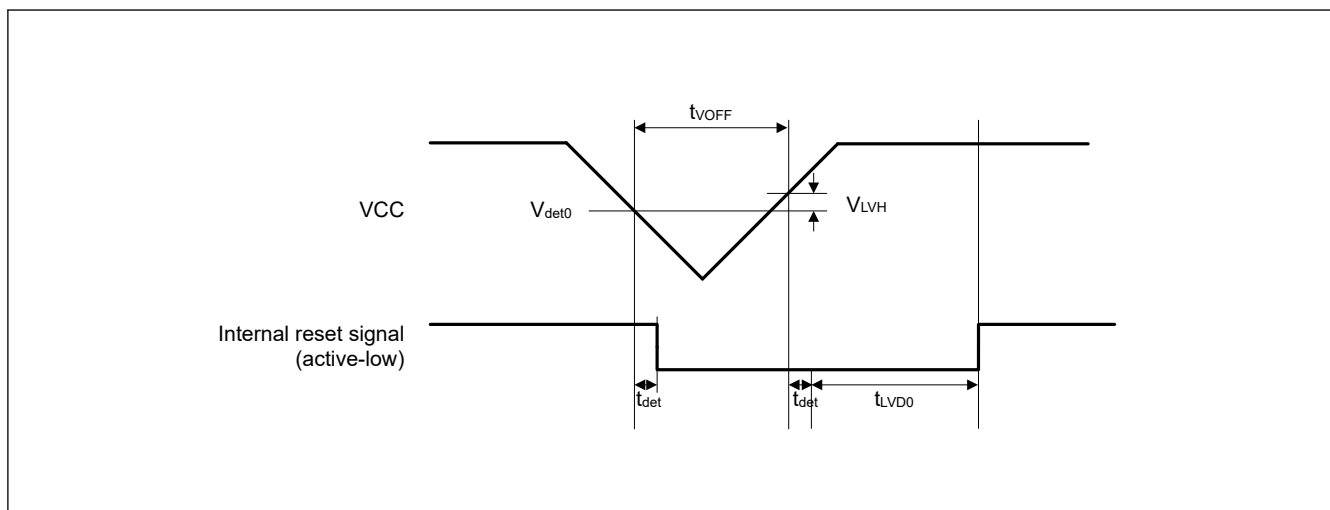 tVOFF
VCC
Vdet0
VLVH
Internal reset signal
(active-low)
tdet
tdet
tLVD0